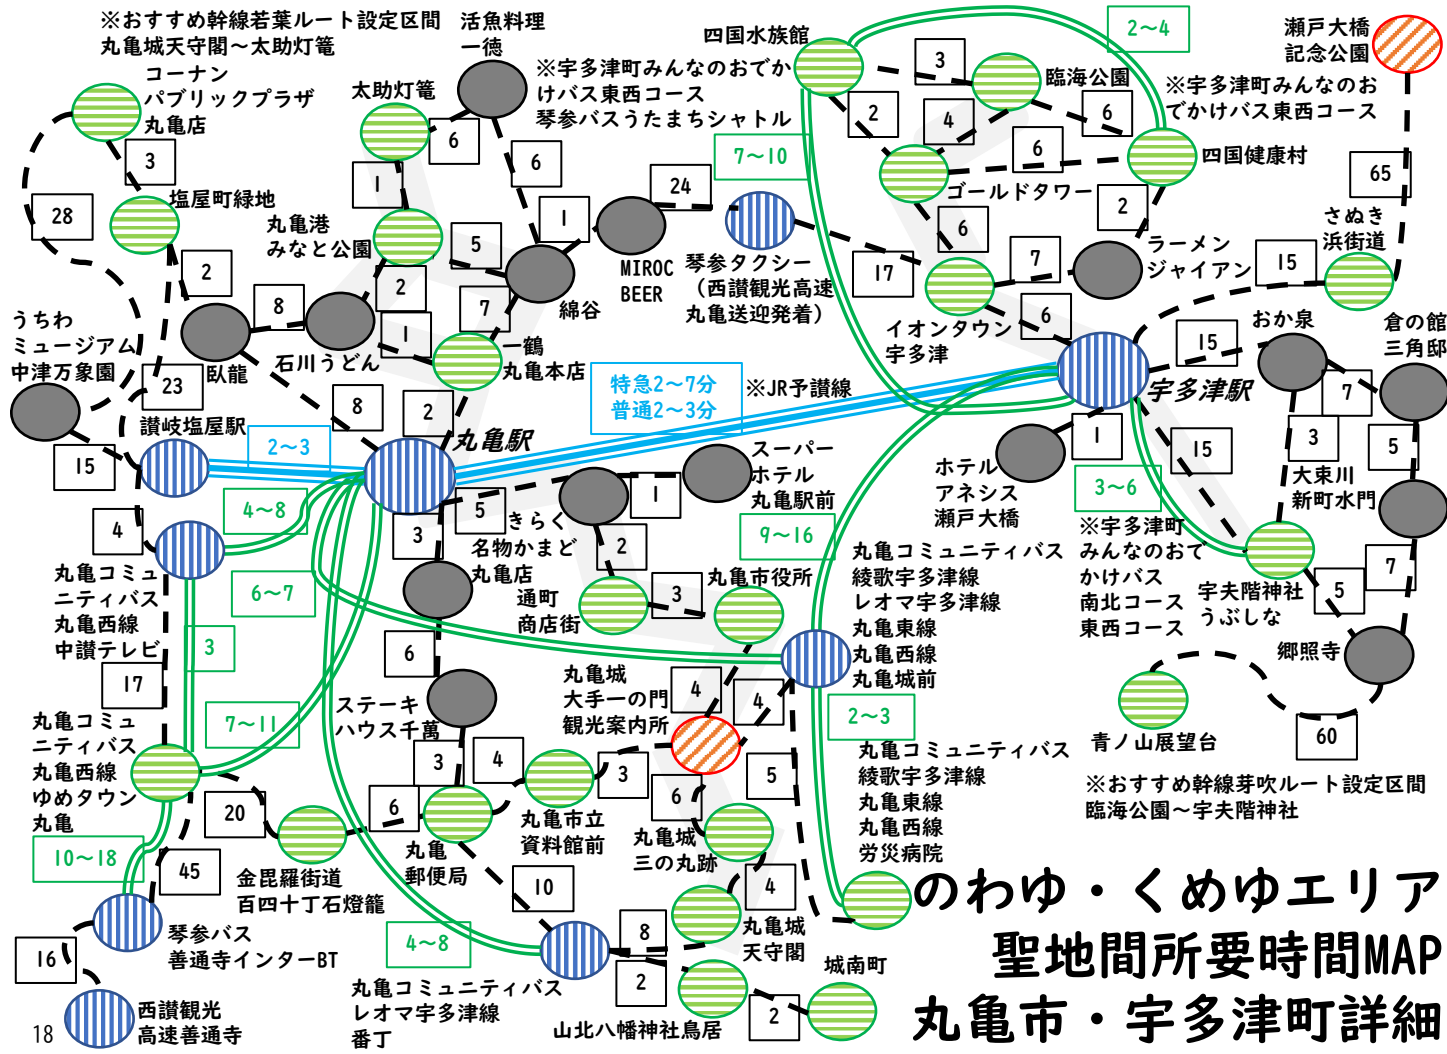 ※おすすめ幹線若葉ルート設定区間
丸亀城天守閣～太助灯篭
コーナン
パブリックプラザ
丸亀店
活魚料理
一徳
太助灯篭
四国水族館
※宇多津町みんなのおでか
けバス東西コース
琴参バスうたまちシャトル
2～4
瀬戸大橋
記念公園
臨海公園
※宇多津町みんなのお
でかけバス東西コース
3
2
4
6
6
6
3
6
7～10
四国健康村
65
28
塩屋町緑地
1
丸亀港
みなと公園
5
1
24
ゴールドタワー
2
さぬき
浜街道
6
2
8
2
7
MIROC
BEER
琴参タクシー
（西讃観光高速
丸亀送迎発着）
17
7
ラーメン
ジャイアン
15
綿谷
うちわ
ミュージアム
中津万象園
臥龍
石川うどん
1
一鶴
丸亀本店
イオンタウン
宇多津
6
15
おか泉
倉の館
三角邸
23
8
2
特急2～7分
普通2～3分
※JR予讃線
宇多津駅
7
讃岐塩屋駅
15
2～3
丸亀駅
スーパー
ホテル
丸亀駅前
ホテル
アネシス
瀬戸大橋
1
15
3
5
大束川
新町水門
3～6
4～8
5
3
きらく
名物かまど
丸亀店
1
2
9～16
4
※宇多津町
みんなのおで
かけバス
南北コース
東西コース
7
丸亀コミュ
ニティバス
丸亀西線
中讃テレビ
6～7
通町
商店街
3
丸亀市役所
丸亀コミュニティバス
綾歌宇多津線
レオマ宇多津線
丸亀東線
丸亀西線
丸亀城前
宇夫階神社
うぶしな
5
郷照寺
3
6
17
丸亀城
大手一の門
観光案内所
4
4
2～3
丸亀コミュ
ニティバス
丸亀西線
ゆめタウン
丸亀
7～11
ステーキ
ハウス千萬
3
4
3
6
5
丸亀コミュニティバス
綾歌宇多津線
丸亀東線
丸亀西線
労災病院
青ノ山展望台
60
※おすすめ幹線芽吹ルート設定区間
臨海公園～宇夫階神社
20
6
丸亀市立
資料館前
丸亀城
三の丸跡
10～18
45
金毘羅街道
百四十丁石燈籠
丸亀
郵便局
10
4
琴参バス
善通寺インターBT
4～8
8
丸亀城
天守閣
16
2
城南町
西讃観光
高速善通寺
丸亀コミュニティバス
レオマ宇多津線
番丁
山北八幡神社鳥居
2
のわゆ・くめゆエリア
聖地間所要時間MAP
丸亀市・宇多津町詳細
18